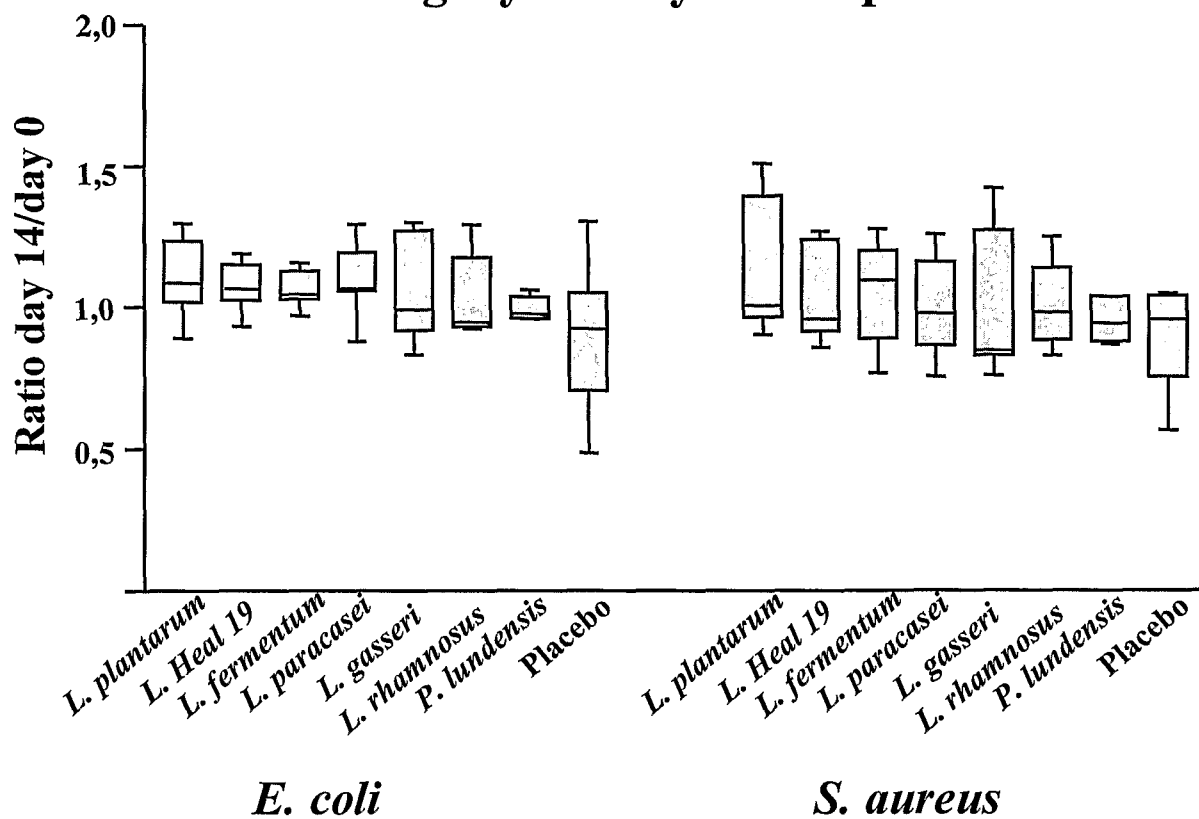 2,0
1,5
1,0
0,5
Ratio day 14/day 0
L. plantarum
L. Heal 19
L. fermentum
L. paracasei
L. gasseri
L. rhamnosus
P. lundensis
Placebo
L. plantarum
L. Heal 19
L. fermentum
L. paracasei
L. gasseri
L. rhamnosus
P. lundensis
Placebo
E. coli
S. aureus